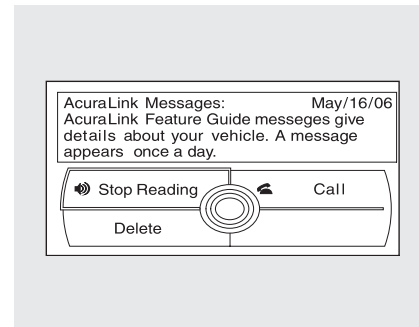 AcuraLink Messages: May/16/06
AcuraLink Feature Guide messeges give
details about your vehicle. A message
appears once a day.
Stop Reading Call
Delete